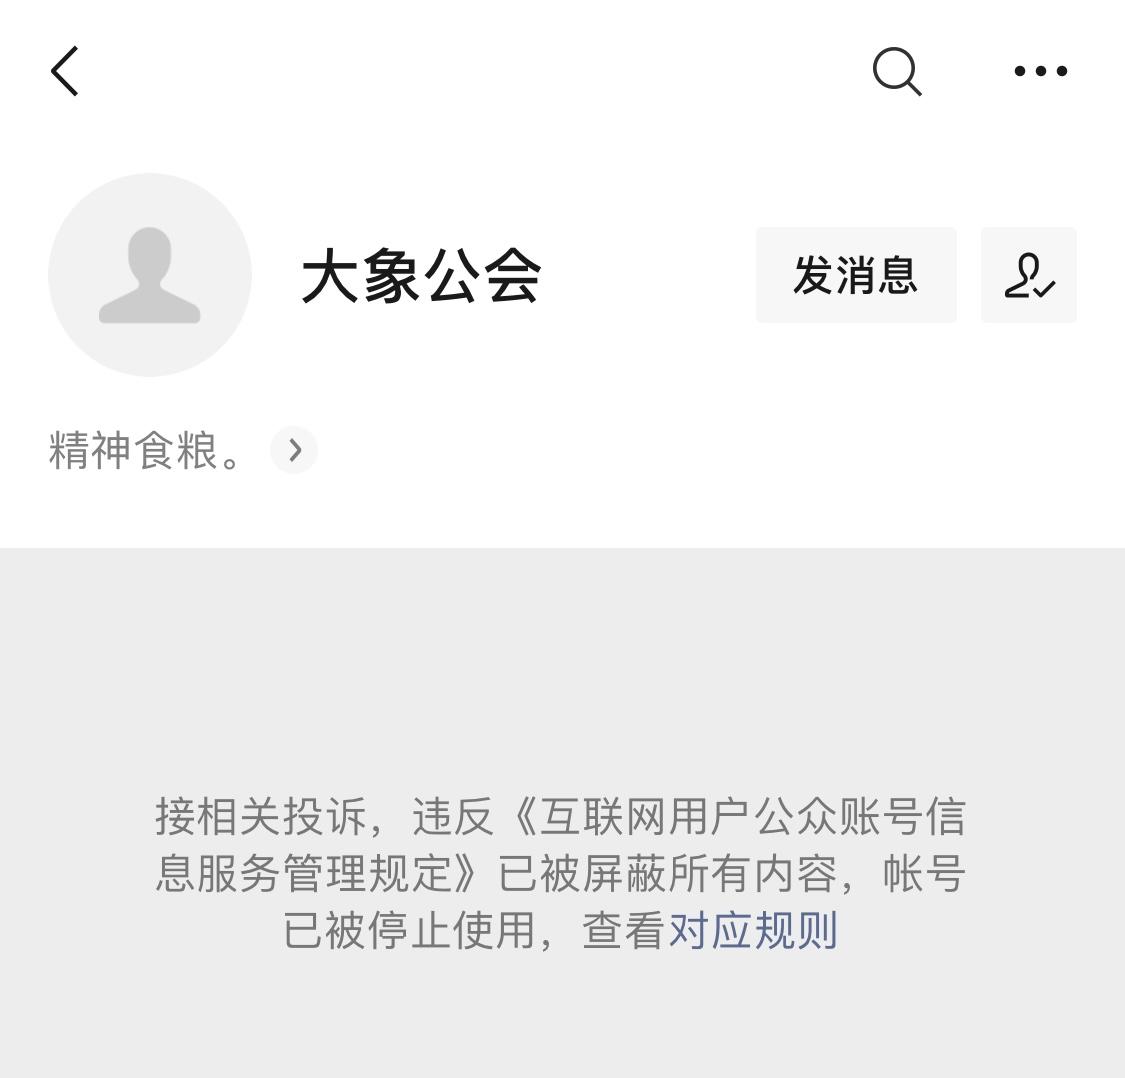 大象公会
发消息
精神食粮。
接相关投诉，违反《互联网用户公众账号信
息服务管理规定》已被屏蔽所有内容，帐号
已被停止使用，查看对应规则